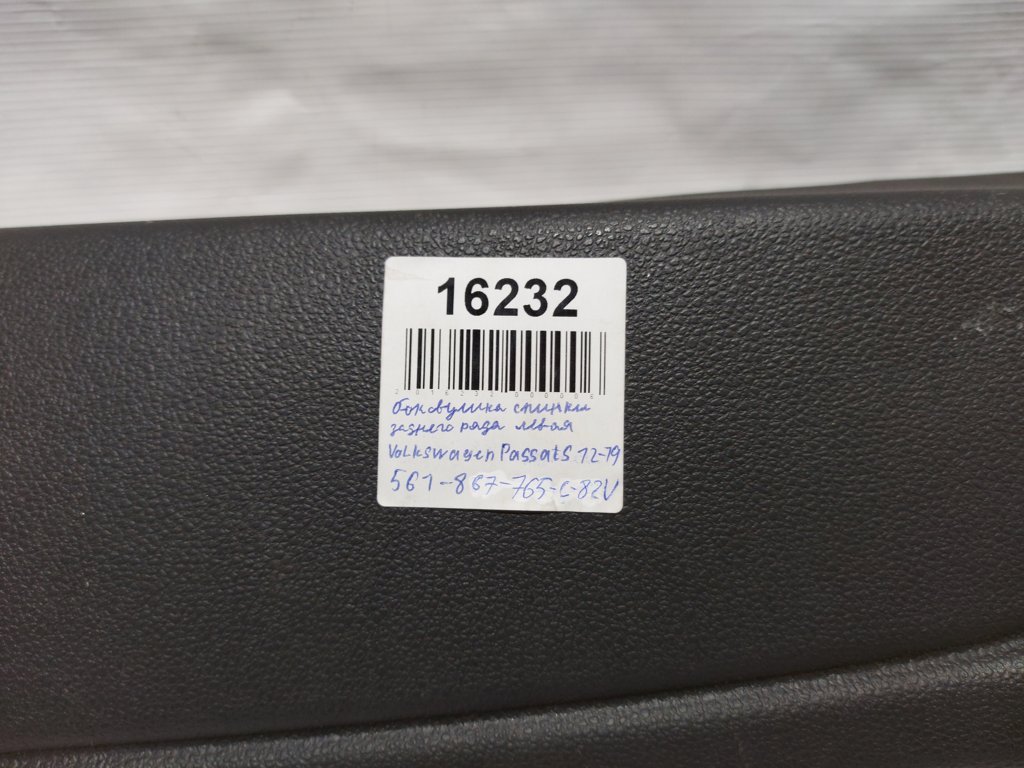 16232
боковушка спинки
заднего ряда левая
Volkswagen Passat S 12-19
561-867-765-C-82V